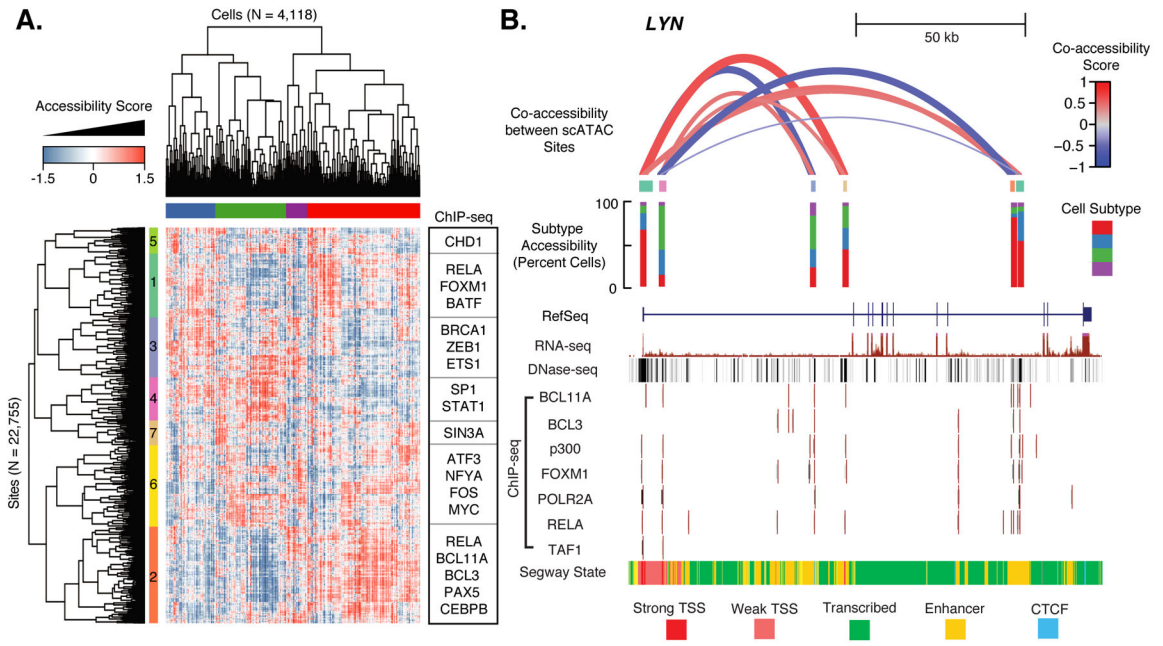 A.
Cells (N = 4,118)
Accessibility Score
-1.5 0 1.5
ChIP-seq
Sites (N = 22,755)
5
1
3
4
7
6
2
CHD1
RELA
FOXM1
BATF
BRCA1
ZEB1
ETS1
SP1
STAT1
SIN3A
ATF3
NFYA
FOS
MYC
RELA
BCL11A
BCL3
PAX5
CEBPB
B.
LYN
50 kb
Co-accessibility
Score
1
0.5
0
−0.5
−1
Co-accessibility
between scATAC
Sites
100
0
Subtype
Accessibility
(Percent Cells)
Cell Subtype
RefSeq
RNA-seq
DNase-seq
ChIP-seq
BCL11A
BCL3
p300
FOXM1
POLR2A
RELA
TAF1
Segway State
Strong TSS Weak TSS Transcribed Enhancer CTCF